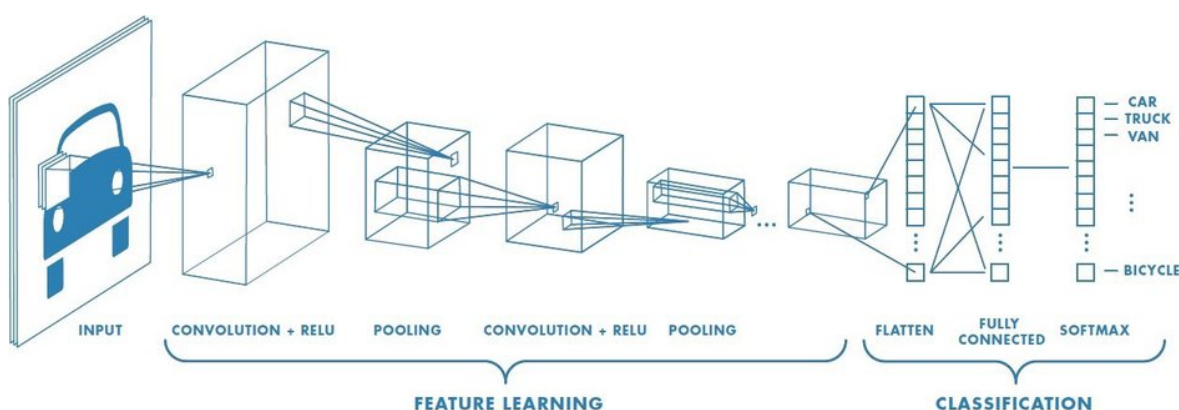 CAR
TRUCK
VAN
BICYCLE
INPUT
CONVOLUTION + RELU
POOLING
CONVOLUTION + RELU
POOLING
FLATTEN
FULLY
CONNECTED
SOFTMAX
FEATURE LEARNING
CLASSIFICATION